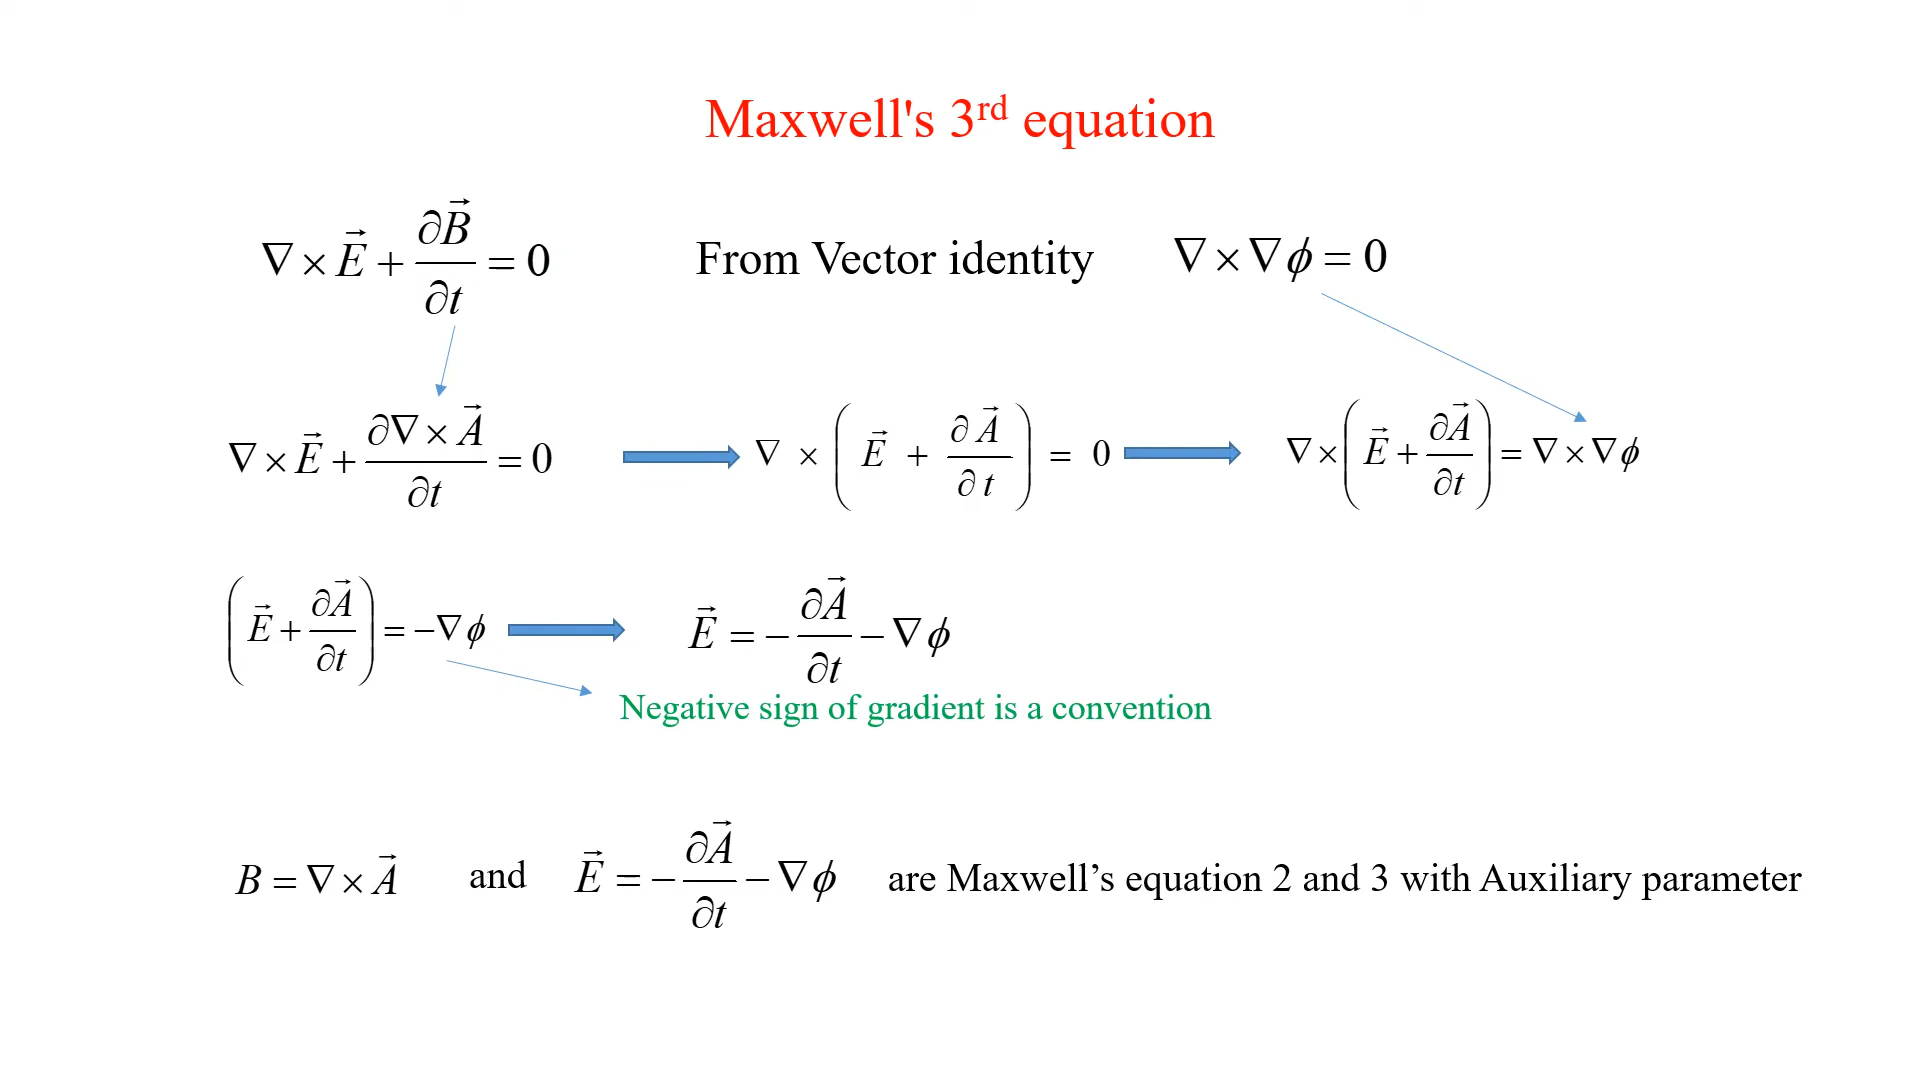 Maxwell's 3rd equation
∇×E⃗ + ∂B⃗/∂t = 0 From Vector identity ∇×∇ϕ = 0
∇×E⃗ + ∂∇×A⃗/∂t = 0 ∇×(E⃗ + ∂A⃗/∂t) = 0 ∇×(E⃗ + ∂A⃗/∂t) = ∇×∇ϕ
(E⃗ + ∂A⃗/∂t) = −∇ϕ E⃗ = −∂A⃗/∂t − ∇ϕ
Negative sign of gradient is a convention
B = ∇×A⃗ and E⃗ = −∂A⃗/∂t − ∇ϕ are Maxwell’s equation 2 and 3 with Auxiliary parameter